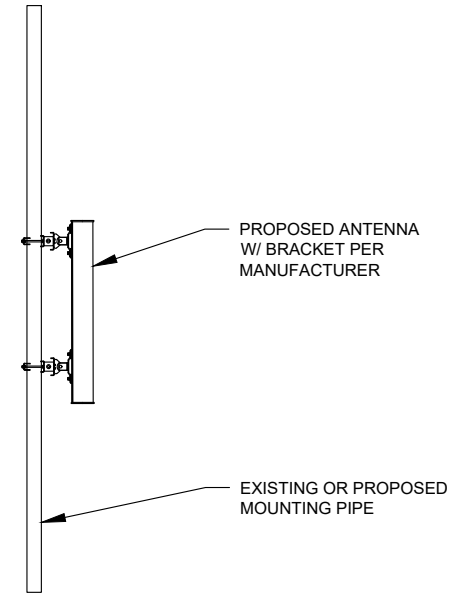 PROPOSED ANTENNA
W/ BRACKET PER
MANUFACTURER
EXISTING OR PROPOSED
MOUNTING PIPE